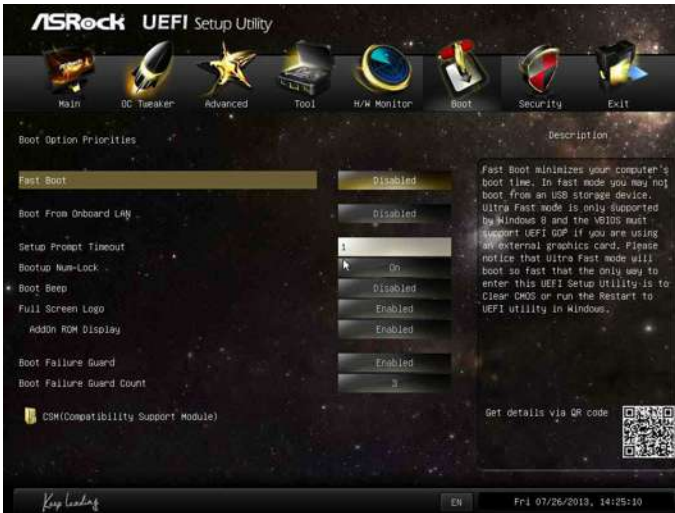 ASRock UEFI Setup Utility
Main OC Tweaker Advanced Tool H/W Monitor Boot Security Exit
Boot Option Priorities
Description
Fast Boot Disabled
Boot From Onboard LAN Disabled
Setup Prompt Timeout 1
Bootup Num-Lock On
Boot Beep Disabled
Full Screen Logo Enabled
AddOn ROM Display Enabled
Boot Failure Guard Enabled
Boot Failure Guard Count 3
CSM(Compatibility Support Module)
Fast Boot minimizes your computer's
boot time. In fast mode you may not
boot from an USB storage device.
Ultra Fast mode is only supported
by Windows 8 and the VBIOS must
support UEFI GOP if you are using
an external graphics card. Please
notice that Ultra Fast mode will
boot so fast that the only way to
enter this UEFI Setup Utility is to
Clear CMOS or run the Restart to
UEFI utility in Windows.
Get details via QR code
Keep Leading
EN
Fri 07/26/2013, 14:25:10